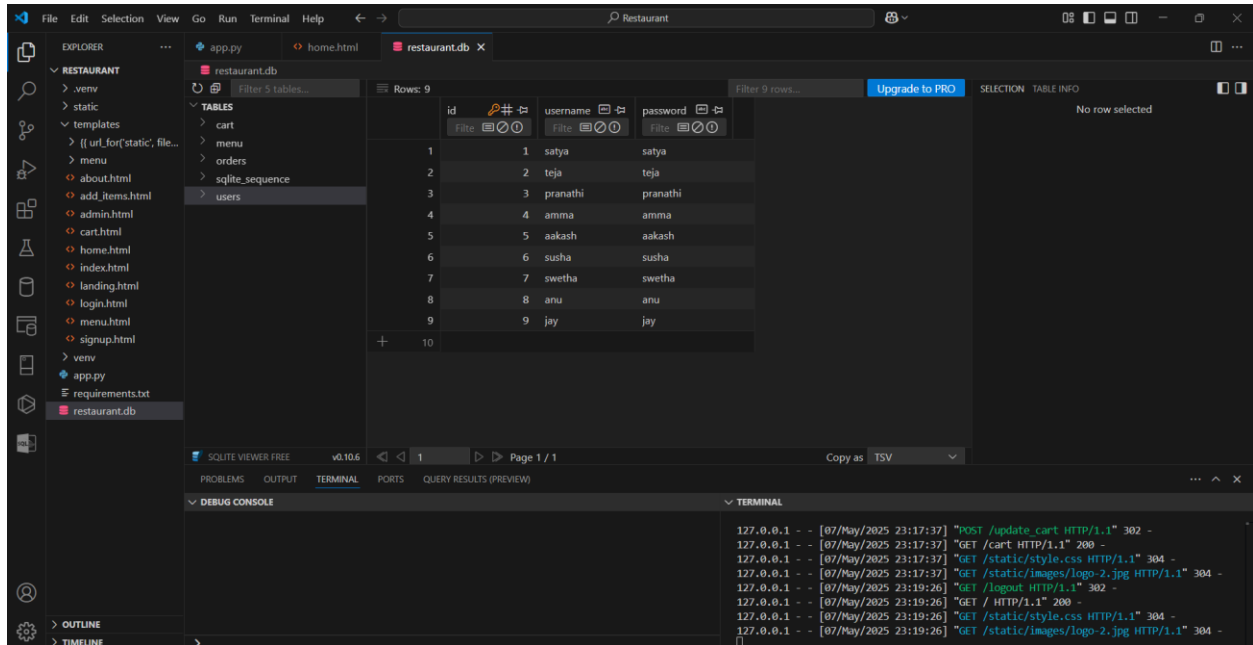 File Edit Selection View Go Run Terminal Help
Restaurant
EXPLORER
RESTAURANT
.venv
static
templates
{{ url_for('static', file...
menu
about.html
add_items.html
admin.html
cart.html
home.html
index.html
landing.html
login.html
menu.html
signup.html
venv
app.py
requirements.txt
restaurant.db
OUTLINE
TIMELINE
app.py home.html restaurant.db
restaurant.db
Filter 5 tables...
TABLES
cart
menu
orders
sqlite_sequence
users
SQLITE VIEWER FREE v0.10.6
Rows: 9 Filter 9 rows... Upgrade to PRO
id username password
Filte Filte Filte
1 1 satya satya
2 2 teja teja
3 3 pranathi pranathi
4 4 amma amma
5 5 aakash aakash
6 6 susha susha
7 7 swetha swetha
8 8 anu anu
9 9 jay jay
10
1 Page 1 / 1 Copy as TSV
SELECTION TABLE INFO
No row selected
PROBLEMS OUTPUT TERMINAL PORTS QUERY RESULTS (PREVIEW)
DEBUG CONSOLE
TERMINAL
127.0.0.1 - - [07/May/2025 23:17:37] "POST /update_cart HTTP/1.1" 302 -
127.0.0.1 - - [07/May/2025 23:17:37] "GET /cart HTTP/1.1" 200 -
127.0.0.1 - - [07/May/2025 23:17:37] "GET /static/style.css HTTP/1.1" 304 -
127.0.0.1 - - [07/May/2025 23:17:37] "GET /static/images/logo-2.jpg HTTP/1.1" 304 -
127.0.0.1 - - [07/May/2025 23:19:26] "GET /logout HTTP/1.1" 302 -
127.0.0.1 - - [07/May/2025 23:19:26] "GET / HTTP/1.1" 200 -
127.0.0.1 - - [07/May/2025 23:19:26] "GET /static/style.css HTTP/1.1" 304 -
127.0.0.1 - - [07/May/2025 23:19:26] "GET /static/images/logo-2.jpg HTTP/1.1" 304 -